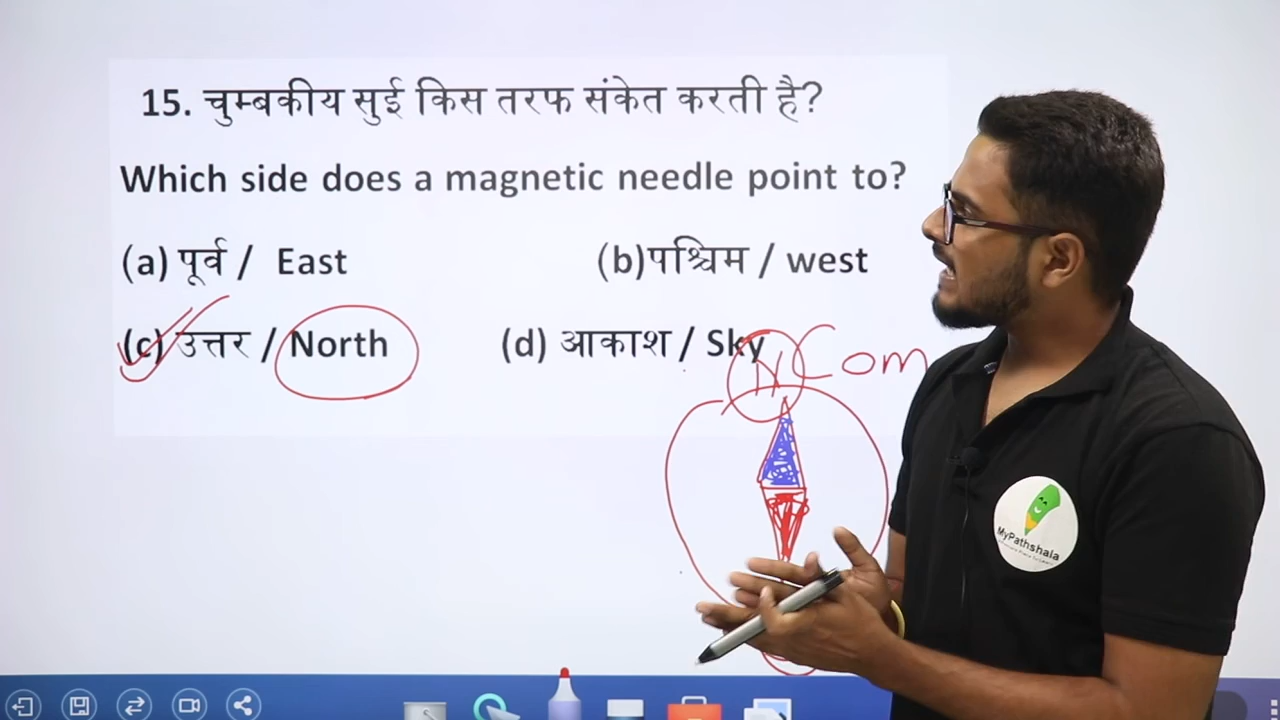 15. चुम्बकीय सुई किस तरफ संकेत करती है?
Which side does a magnetic needle point to?
(a) पूर्व / East (b)पश्चिम / west
(c) उत्तर / North (d) आकाश / Sky
N Com
MyPathshala